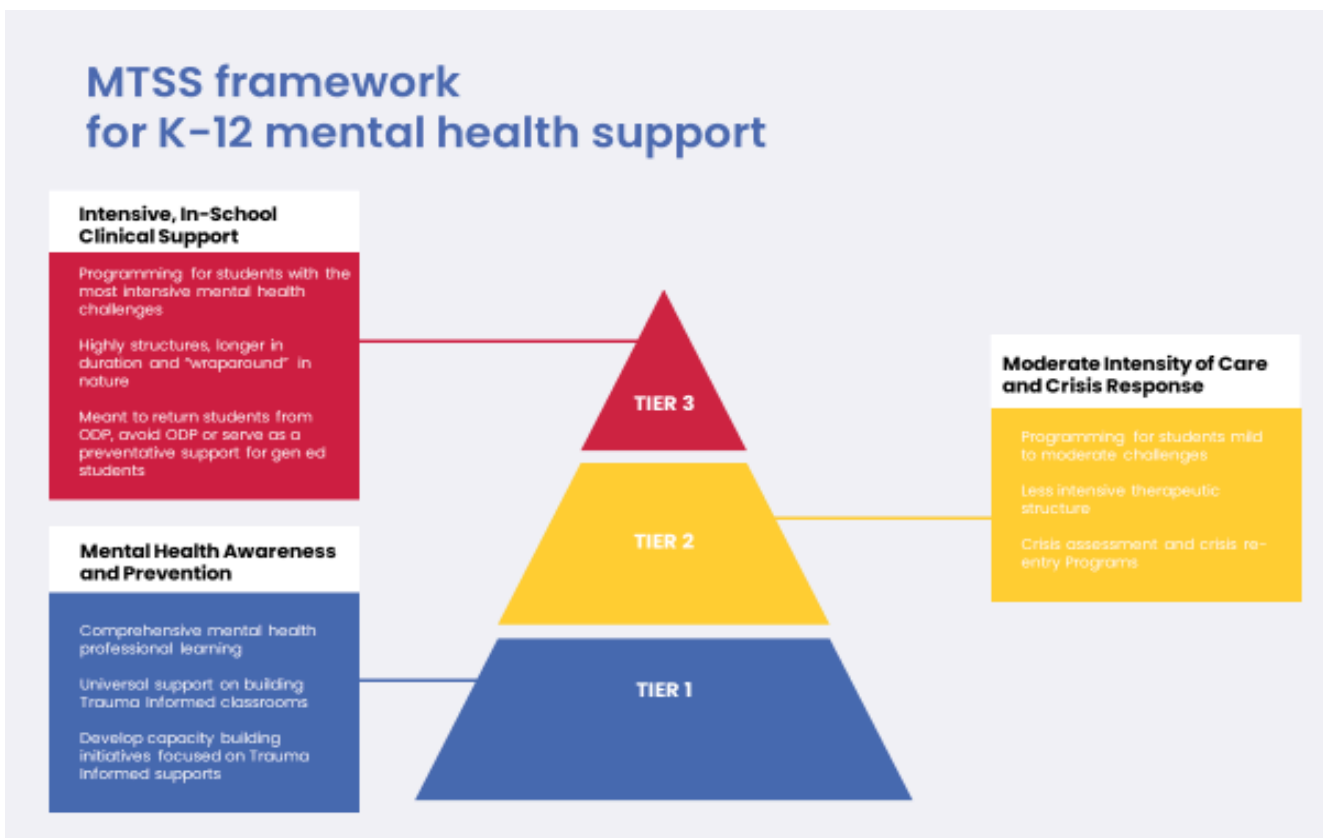 MTSS framework
for K-12 mental health support
Intensive, In-School
Clinical Support
Programming for students with the
most intensive mental health
challenges
Highly structures, longer in
duration and "wraparound" in
nature
Meant to return students from
ODP, avoid ODP or serve as a
preventative support for gen ed
students
Mental Health Awareness
and Prevention
Comprehensive mental health
professional learning
Universal support on building
Trauma Informed classrooms
Develop capacity building
initiatives focused on Trauma
Informed supports
TIER 3
TIER 2
TIER 1
Moderate Intensity of Care
and Crisis Response
Programming for students mild
to moderate challenges
Less intensive therapeutic
structure
Crisis assessment and crisis re-
entry Programs